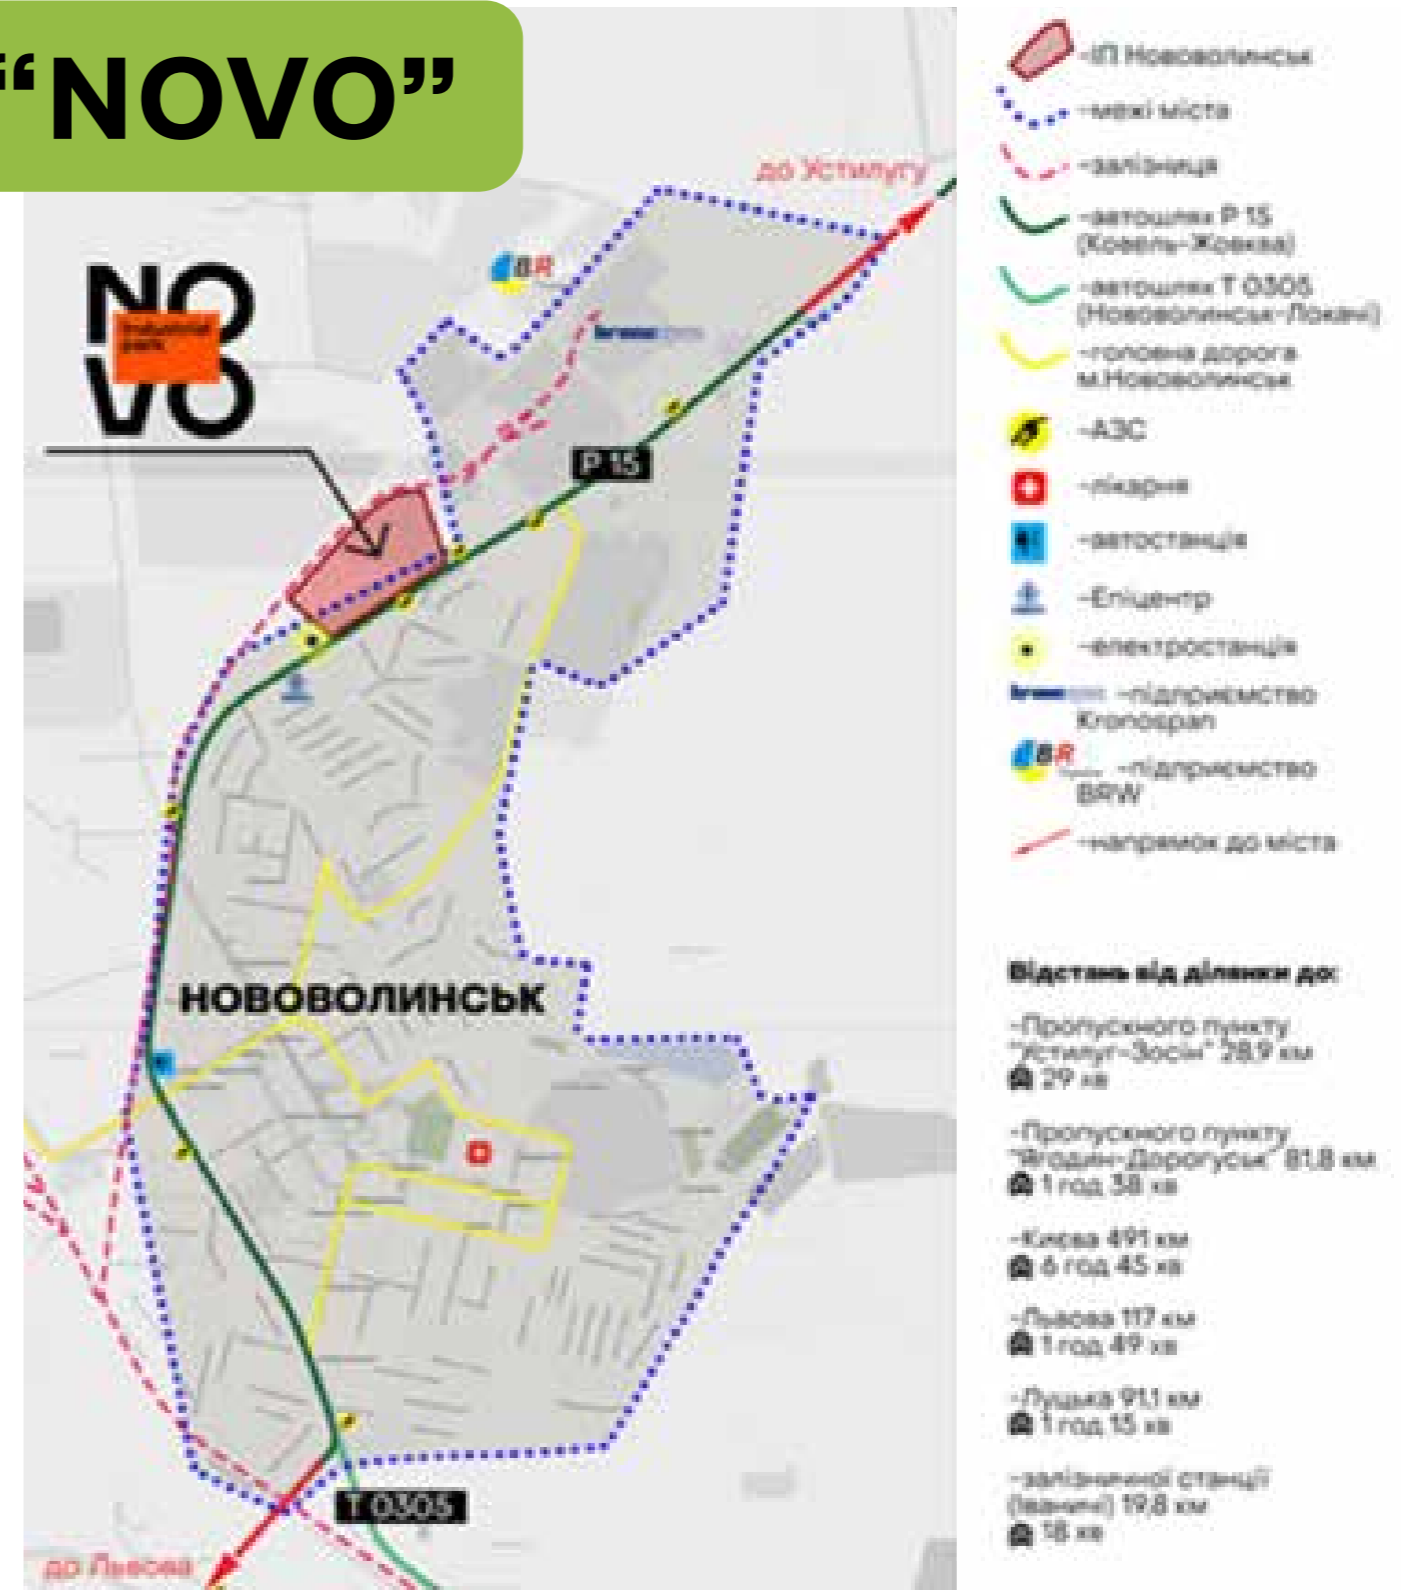 “NOVO”
до Устилугу
BR
NO
Industrial
park
VO
P 15
НОВОВОЛИНСЬК
T 0305
до Львова
-ІП Нововолинськ
-межі міста
-залізниця
-автошлях Р 15
(Ковель-Жовква)
-автошлях Т 0305
(Нововолинськ-Локачі)
-головна дорога
м.Нововолинськ
-АЗС
-лікарня
-автостанція
-Епіцентр
-електростанція
-підприємство
Kronospan
BR -підприємство
BRW
-напрямок до міста
Відстань від ділянки до:
-Пропускного пункту
"Устилуг-Зосін" 28,9 км
29 хв
-Пропускного пункту
"Ягодин-Дорогуськ" 81,8 км
1 год 38 хв
-Києва 491 км
6 год 45 хв
-Львова 117 км
1 год 49 хв
-Луцька 91,1 км
1 год 15 хв
-залізничної станції
(Іваничі) 19,8 км
18 хв